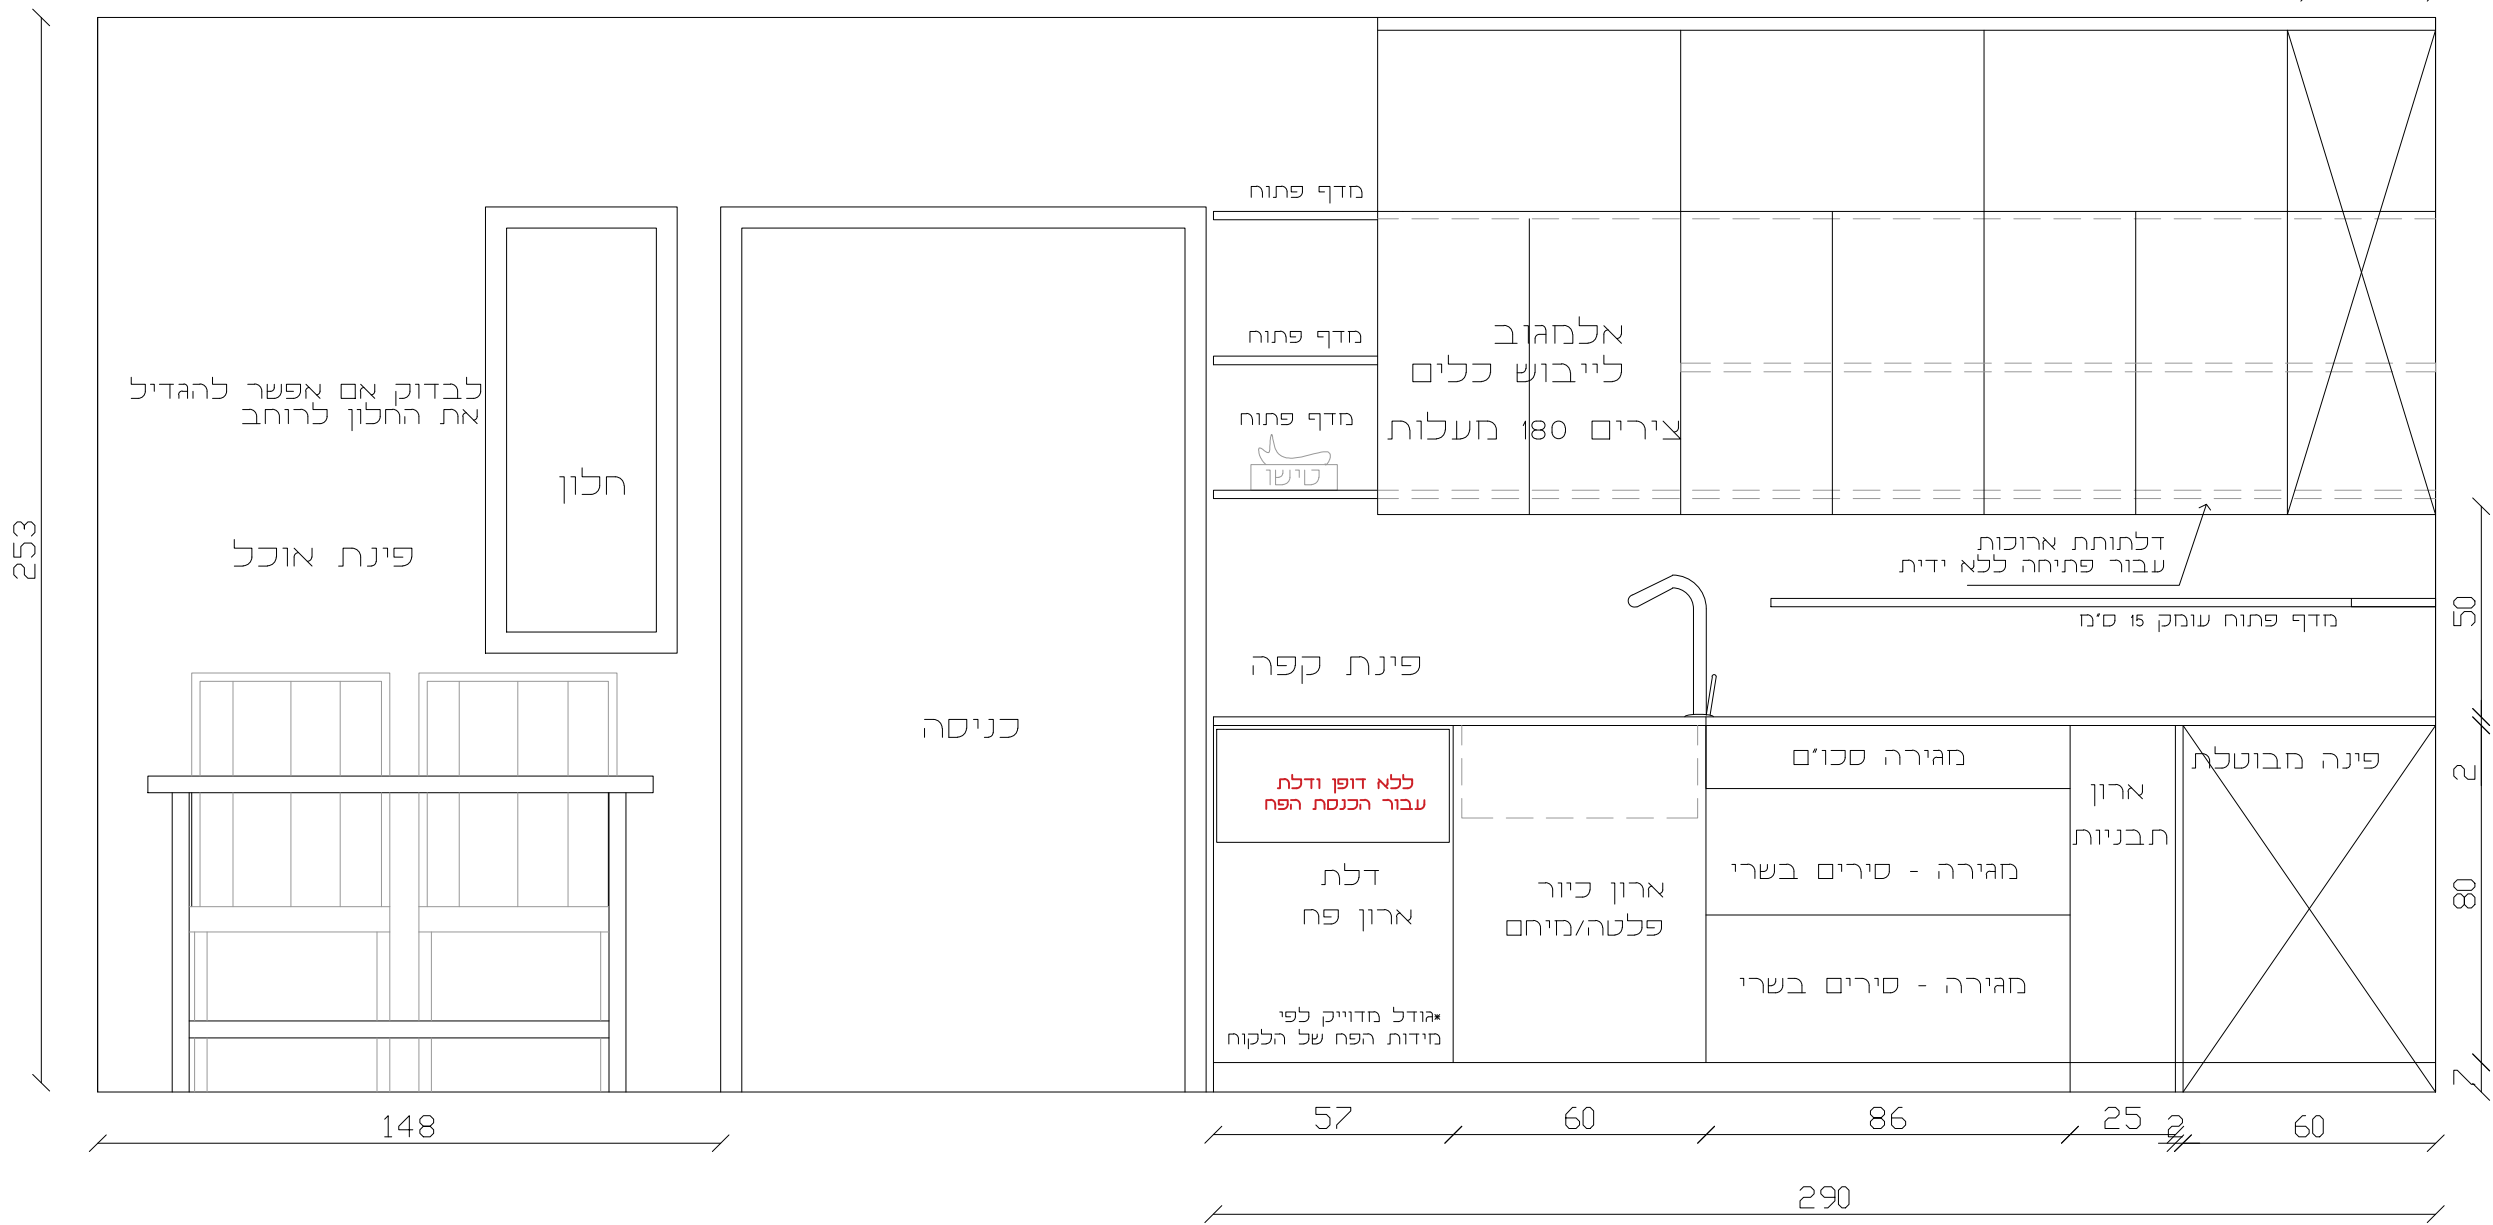 מדף פתוח
אלמגוב
לייבוש כלים
צירים 180 מעלות
מדף פתוח
מדף פתוח
טישו
לבדוק אם אפשר להגדיל
את החלון לרוחב
חלון
פינת אוכל
כניסה
פינת קפה
דלתותת ארוכות
עבור פתיחה ללא ידיות
מדף פתוח עומק 15 ס"מ
ללא דופן ודלת
עבור הכנסת הפח
דלת
ארון פח
*גודל מדוייק לפי
מידות הפח של הלקוח
ארון כיור
פלטה/מיחם
מגירה סכו"ם
מגירה - סירים בשרי
מגירה - סירים בשרי
ארון
תבניות
פינה מבוטלת
253
50
2
80
7
148
57
60
86
25
2
60
290